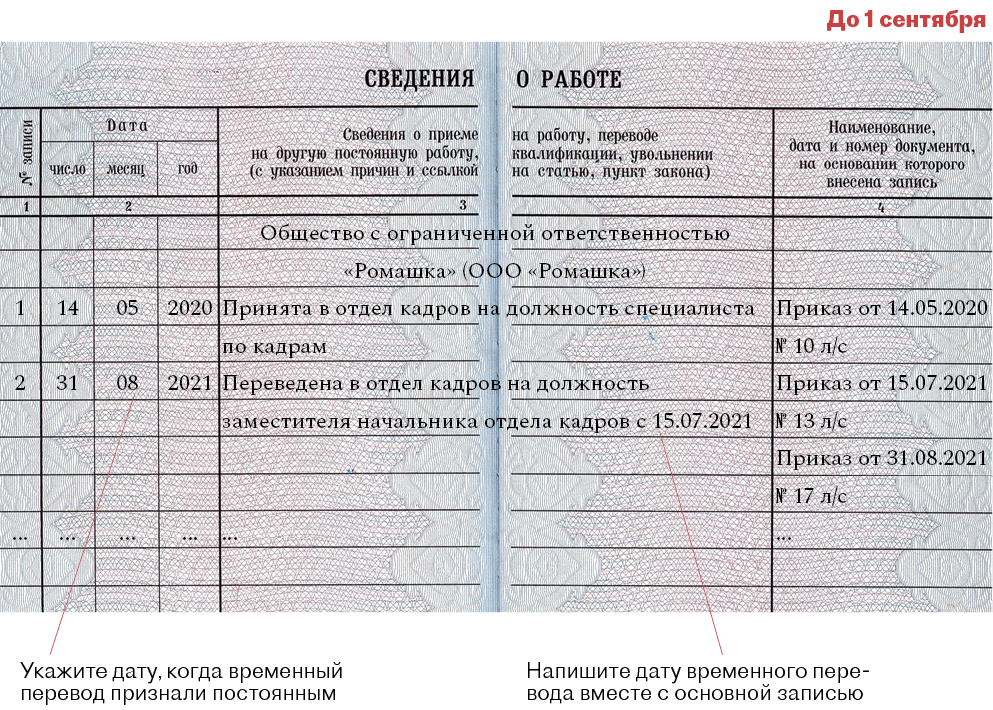 До 1 сентября
СВЕДЕНИЯ О РАБОТЕ
№ записи
Дата
число месяц год
Сведения о приеме на работу, переводе
на другую постоянную работу, квалификации, увольнении
(с указанием причин и ссылкой на статью, пункт закона)
Наименование,
дата и номер документа,
на основании которого
внесена запись
1 2 3 4
Общество с ограниченной ответственностью
«Ромашка» (ООО «Ромашка»)
1 14 05 2020 Принята в отдел кадров на должность специалиста Приказ от 14.05.2020
по кадрам № 10 л/с
2 31 08 2021 Переведена в отдел кадров на должность Приказ от 15.07.2021
заместителя начальника отдела кадров с 15.07.2021 № 13 л/с
Приказ от 31.08.2021
№ 17 л/с
... ... ... ... ... ...
Укажите дату, когда временный
перевод признали постоянным
Напишите дату временного пере-
вода вместе с основной записью